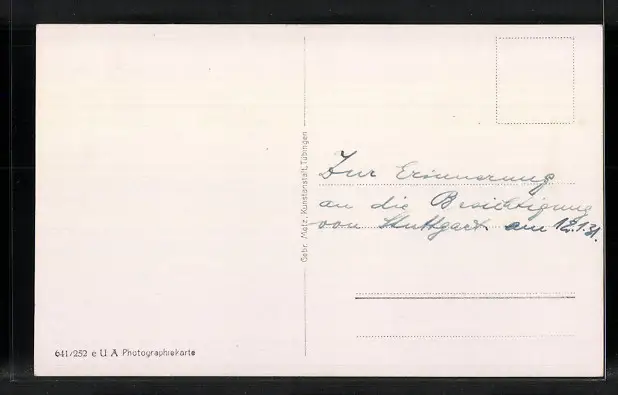 Gebr. Metz, Kunstanstalt, Tübingen
Zur Erinnerung
an die Besichtigung
von Stuttgart am 12.1.31.
641/252 e U A Photographiekarte